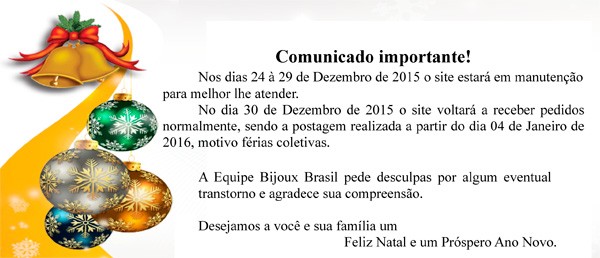 Comunicado importante!
Nos dias 24 à 29 de Dezembro de 2015 o site estará em manutenção
para melhor lhe atender.
No dia 30 de Dezembro de 2015 o site voltará a receber pedidos
normalmente, sendo a postagem realizada a partir do dia 04 de Janeiro de
2016, motivo férias coletivas.
A Equipe Bijoux Brasil pede desculpas por algum eventual
transtorno e agradece sua compreensão.
Desejamos a você e sua família um
Feliz Natal e um Próspero Ano Novo.